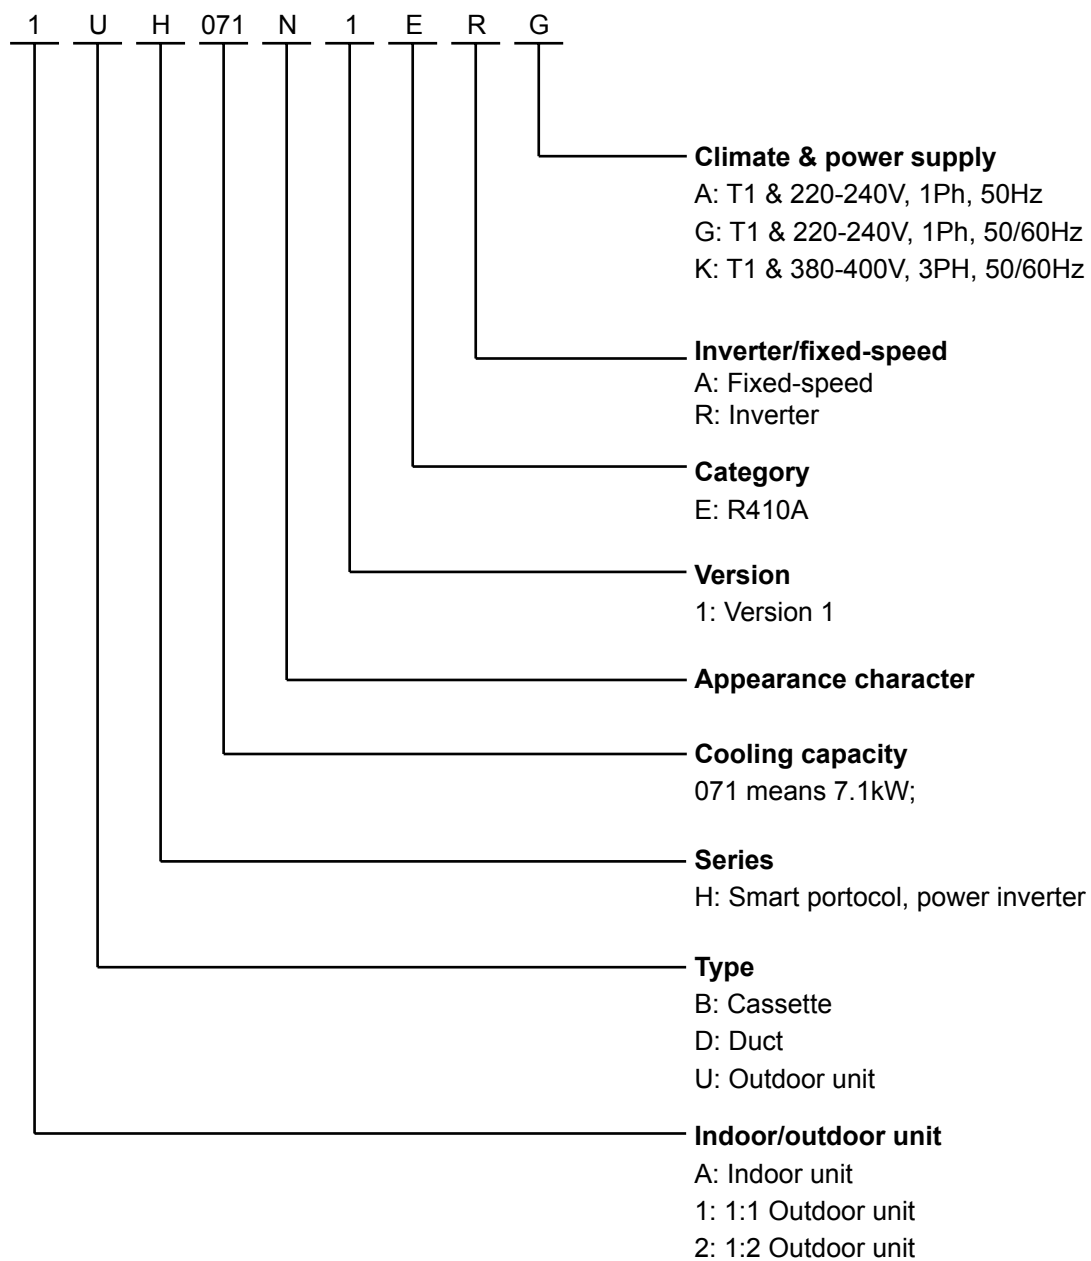 1 U H 071 N 1 E R G
Climate & power supply
A: T1 & 220-240V, 1Ph, 50Hz
G: T1 & 220-240V, 1Ph, 50/60Hz
K: T1 & 380-400V, 3PH, 50/60Hz
Inverter/fixed-speed
A: Fixed-speed
R: Inverter
Category
E: R410A
Version
1: Version 1
Appearance character
Cooling capacity
071 means 7.1kW;
Series
H: Smart portocol, power inverter
Type
B: Cassette
D: Duct
U: Outdoor unit
Indoor/outdoor unit
A: Indoor unit
1: 1:1 Outdoor unit
2: 1:2 Outdoor unit